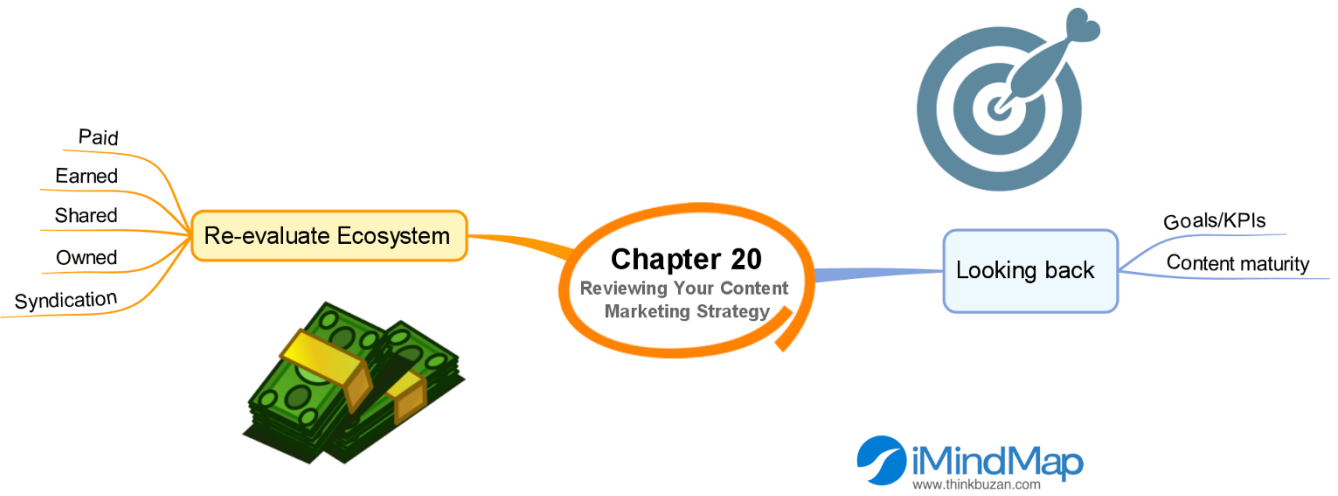 Chapter 20
Reviewing Your Content
Marketing Strategy
Re-evaluate Ecosystem
Paid
Earned
Shared
Owned
Syndication
Looking back
Goals/KPIs
Content maturity
iMindMap
www.thinkbuzan.com